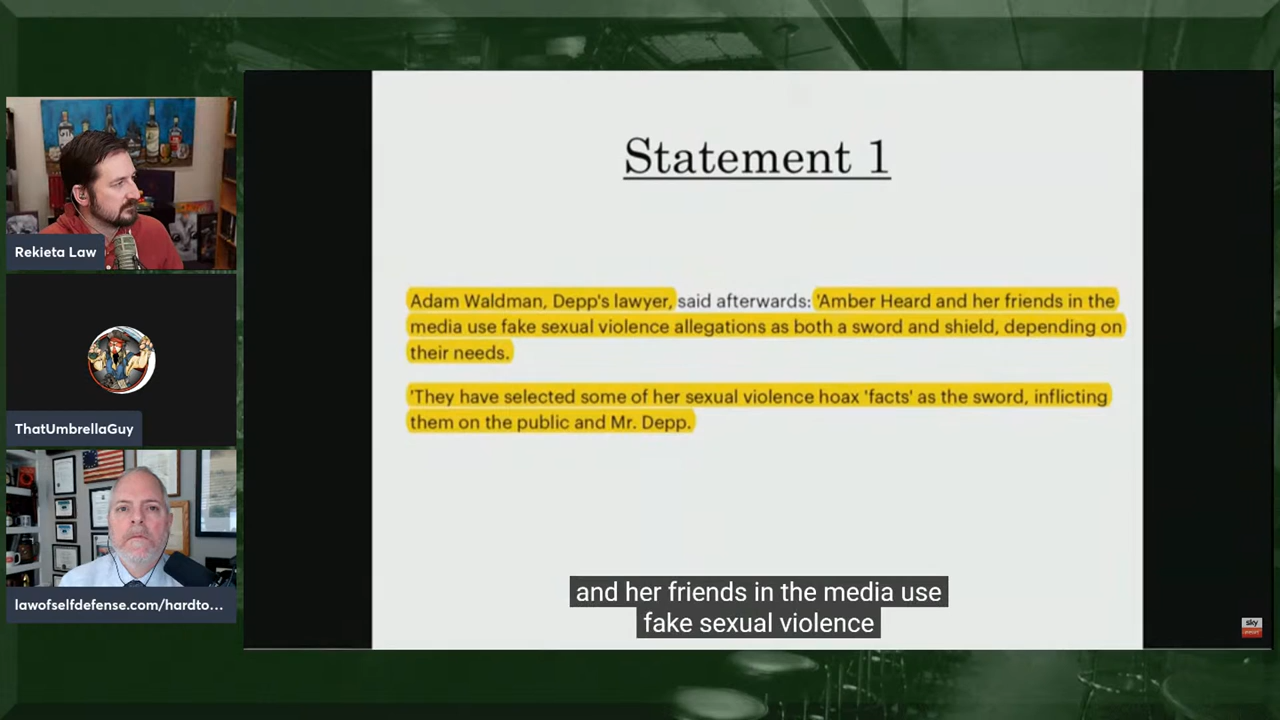 Rekieta Law
ThatUmbrellaGuy
lawofselfdefense.com/hardto...
Statement 1
Adam Waldman, Depp's lawyer, said afterwards: 'Amber Heard and her friends in the
media use fake sexual violence allegations as both a sword and shield, depending on
their needs.
'They have selected some of her sexual violence hoax 'facts' as the sword, inflicting
them on the public and Mr. Depp.
and her friends in the media use
fake sexual violence
sky